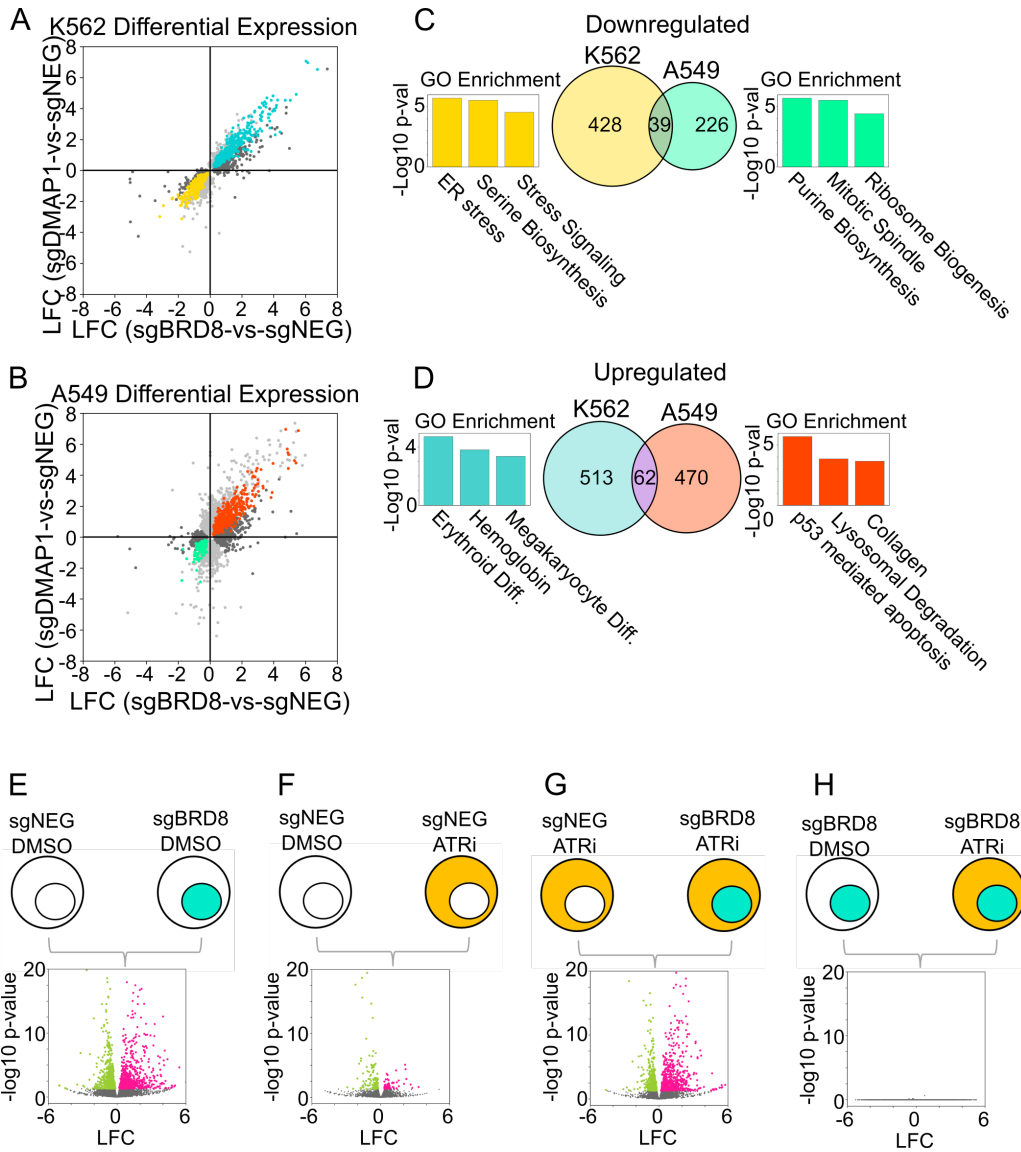 A
K562 Differential Expression
LFC (sgDMAP1-vs-sgNEG)
8
6
4
2
0
-2
-4
-6
-8
-8 -6 -4 -2 0 2 4 6 8
LFC (sgBRD8-vs-sgNEG)
B
A549 Differential Expression
LFC (sgDMAP1-vs-sgNEG)
8
6
4
2
0
-2
-4
-6
-8
-8 -6 -4 -2 0 2 4 6 8
LFC (sgBRD8-vs-sgNEG)
C
Downregulated
GO Enrichment
-Log10 p-val
5
0
ER stress
Serine Biosynthesis
Stress Signaling
K562
A549
428
39
226
GO Enrichment
-Log10 p-val
5
0
Purine Biosynthesis
Mitotic Spindle
Ribosome Biogenesis
D
Upregulated
GO Enrichment
-Log10 p-val
4
0
Erythroid Diff.
Hemoglobin
Megakaryocyte Diff.
K562
A549
513
62
470
GO Enrichment
-Log10 p-val
5
0
p53 mediated apoptosis
Lysosomal Degradation
Collagen
E
sgNEG
DMSO
sgBRD8
DMSO
-log10 p-value
20
10
0
-6 0 6
LFC
F
sgNEG
DMSO
sgNEG
ATRi
-log10 p-value
20
10
0
-6 0 6
LFC
G
sgNEG
ATRi
sgBRD8
ATRi
-log10 p-value
20
10
0
-6 0 6
LFC
H
sgBRD8
DMSO
sgBRD8
ATRi
-log10 p-value
20
10
0
-6 0 6
LFC